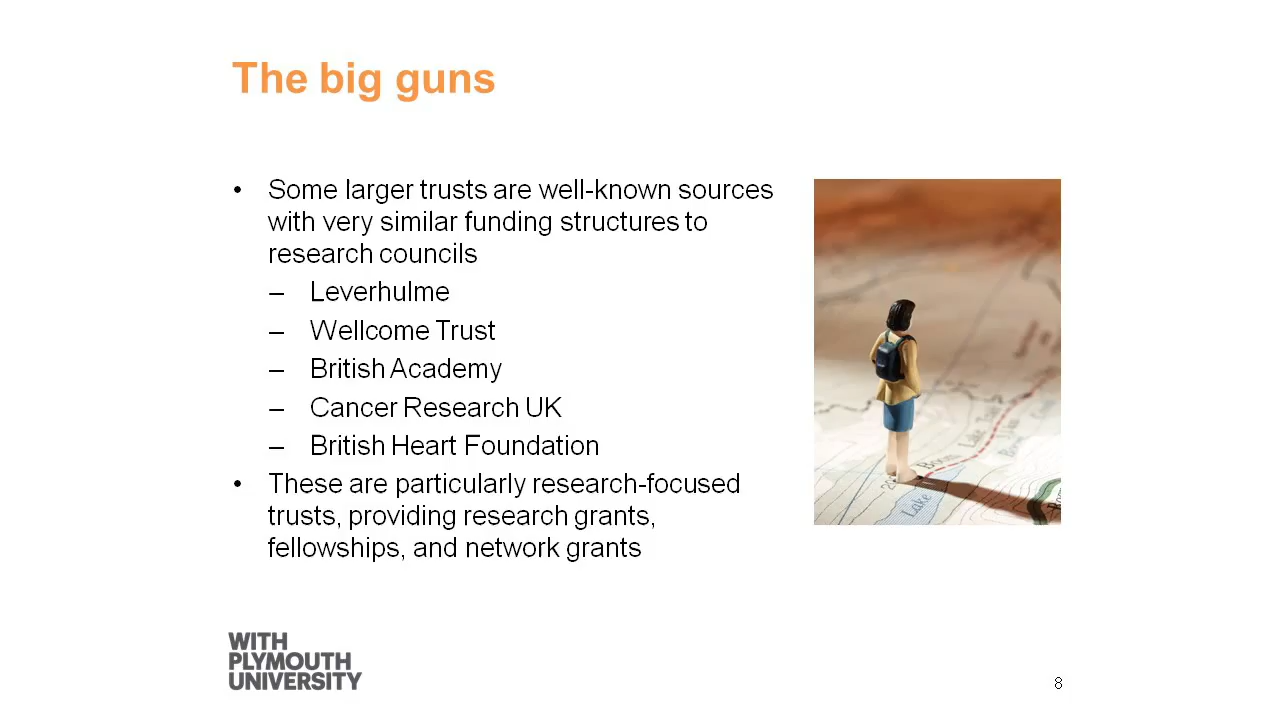 The big guns
• Some larger trusts are well-known sources
with very similar funding structures to
research councils
– Leverhulme
– Wellcome Trust
– British Academy
– Cancer Research UK
– British Heart Foundation
• These are particularly research-focused
trusts, providing research grants,
fellowships, and network grants
Lake
WITH
PLYMOUTH
UNIVERSITY
8